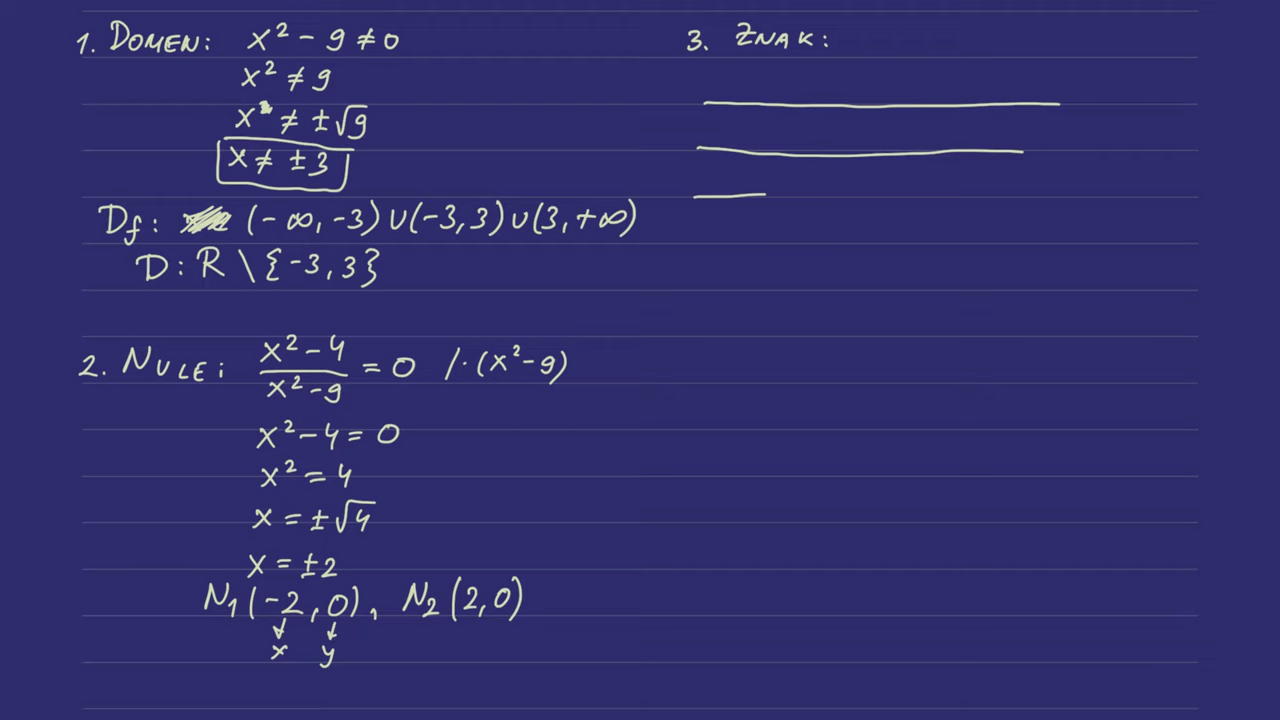 1. DOMEN: x² - 9 ≠ 0
x² ≠ 9
x ≠ ±√9
x ≠ ±3
Df: (-∞, -3) ∪ (-3, 3) ∪ (3, +∞)
D: R \ {-3, 3}
2. NULE: (x² - 4)/(x² - 9) = 0 /·(x² - 9)
x² - 4 = 0
x² = 4
x = ±√4
x = ±2
N₁(-2, 0), N₂(2, 0)
x y
3. ZNAK: